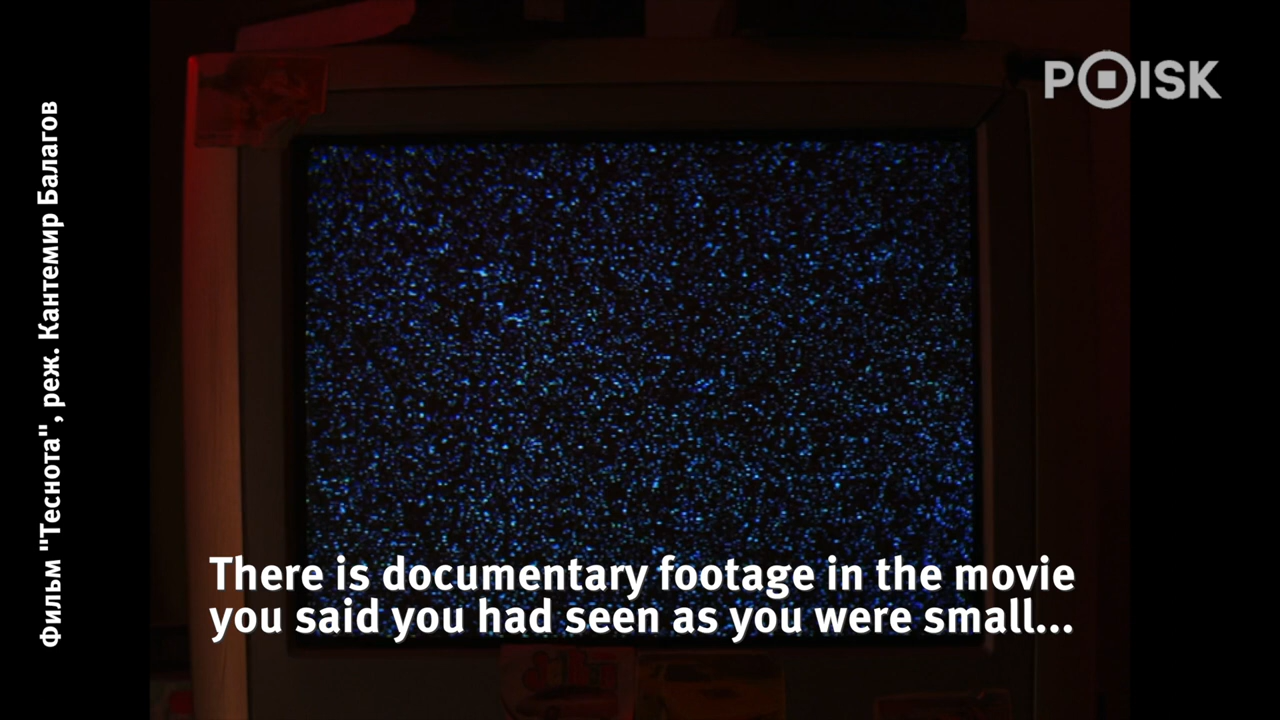 Фильм "Теснота", реж. Кантемир Балагов
POISK
There is documentary footage in the movie
you said you had seen as you were small...